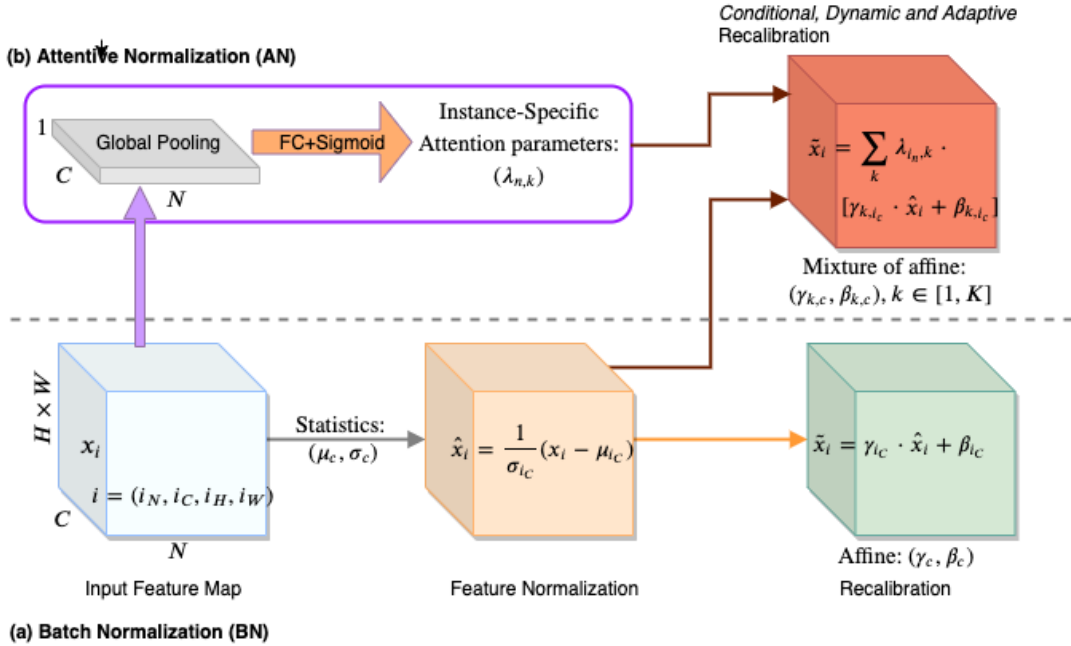 Conditional, Dynamic and Adaptive
Recalibration
(b) Attentive Normalization (AN)
1
C
N
Global Pooling
FC+Sigmoid
Instance-Specific
Attention parameters:
(λ_{n,k})
x̃_i = ∑_k λ_{i_n,k} ·
[γ_{k,i_c} · x̂_i + β_{k,i_c}]
Mixture of affine:
(γ_{k,c}, β_{k,c}), k ∈ [1, K]
H × W
x_i
i = (i_N, i_C, i_H, i_W)
C
N
Input Feature Map
Statistics:
(μ_c, σ_c)
x̂_i = \frac{1}{σ_{i_C}}(x_i − μ_{i_C})
Feature Normalization
x̃_i = γ_{i_C} · x̂_i + β_{i_C}
Affine: (γ_c, β_c)
Recalibration
(a) Batch Normalization (BN)